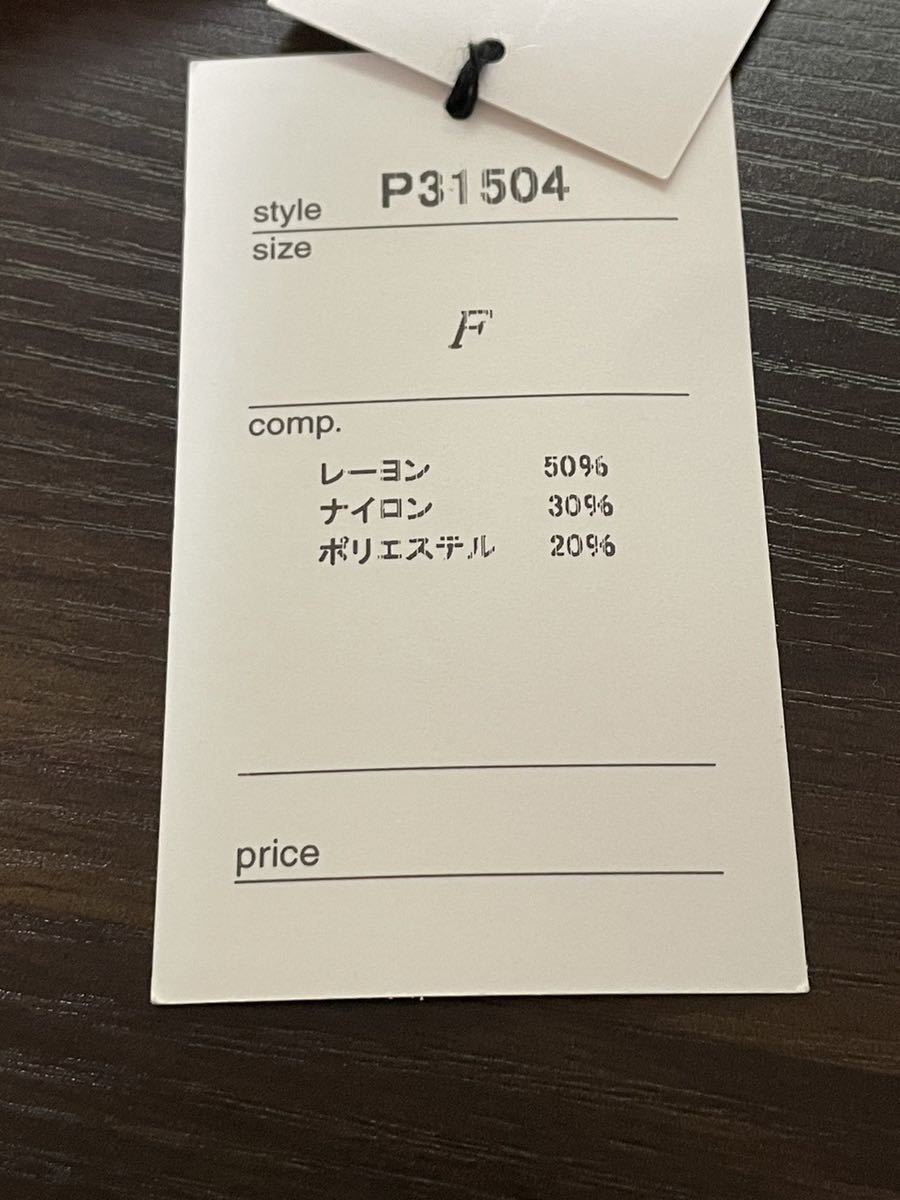 style P31504
size
F
comp.
レーヨン 50%
ナイロン 30%
ポリエステル 20%
price